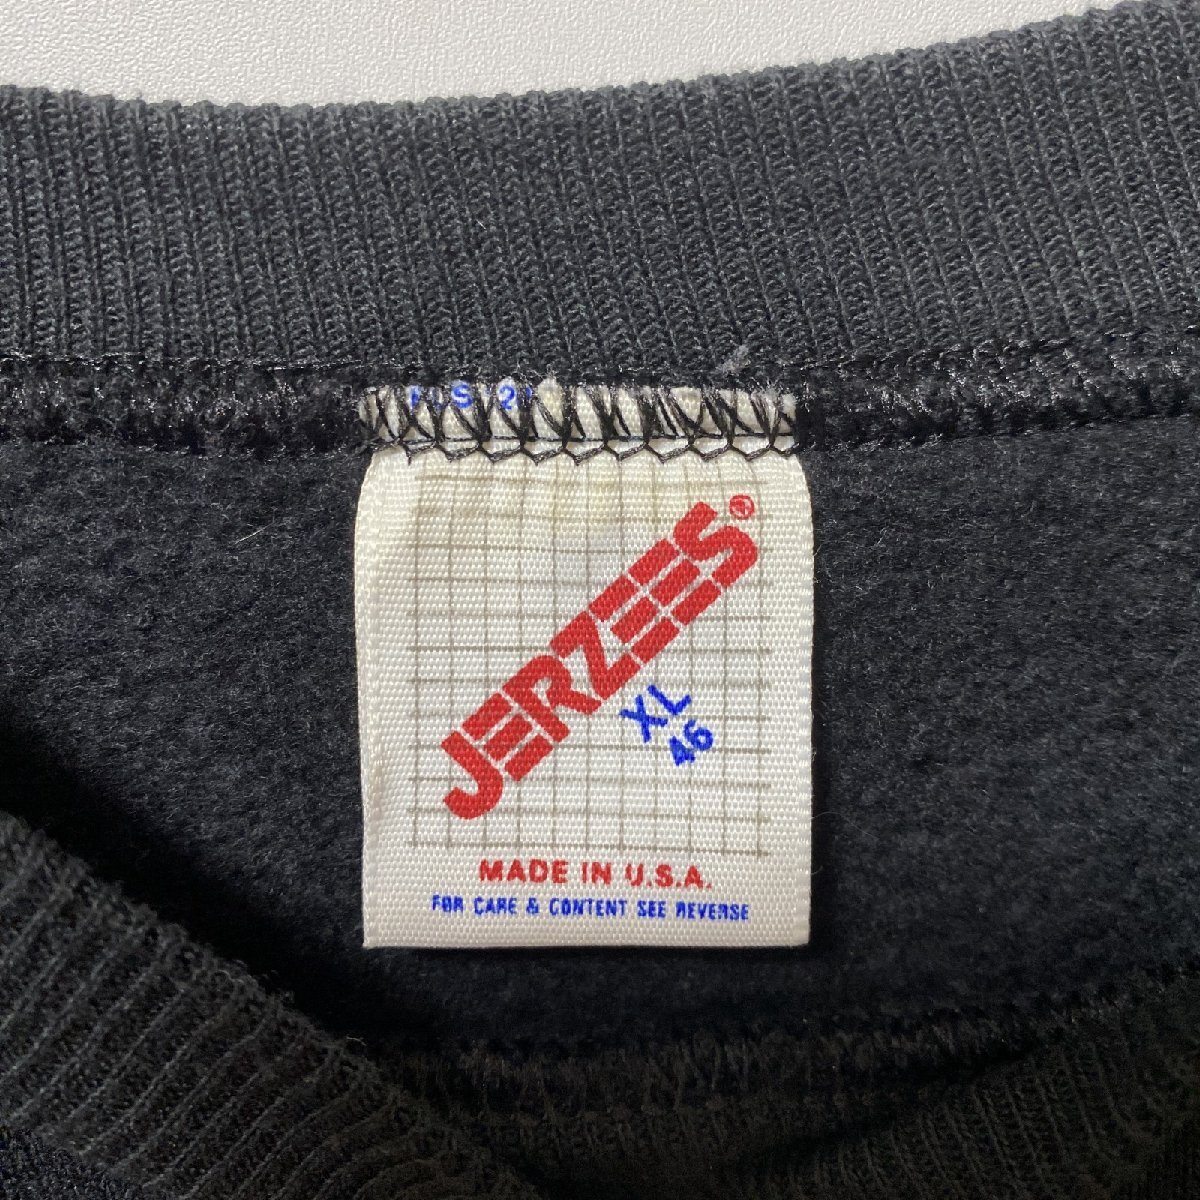 JERZEES®
XL
46
MADE IN U.S.A.
FOR CARE & CONTENT SEE REVERSE